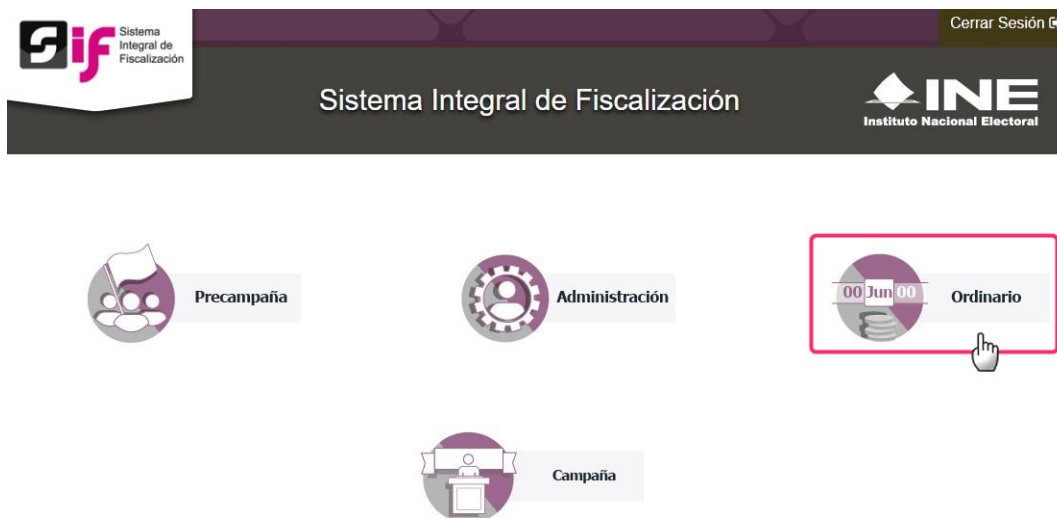 Cerrar Sesión
Sif
Sistema
Integral de
Fiscalización
Sistema Integral de Fiscalización
INE
Instituto Nacional Electoral
Precampaña
Administración
00 Jun 00
Ordinario
Campaña